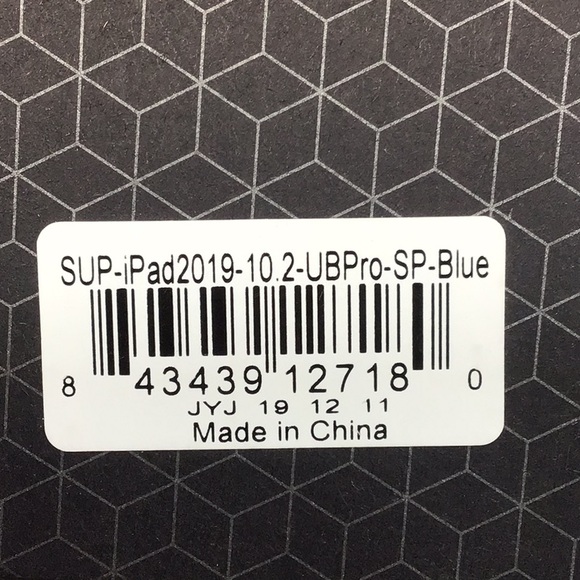 SUP-iPad2019-10.2-UBPro-SP-Blue
8 43439 12718 0
JYJ 19 12 11
Made in China